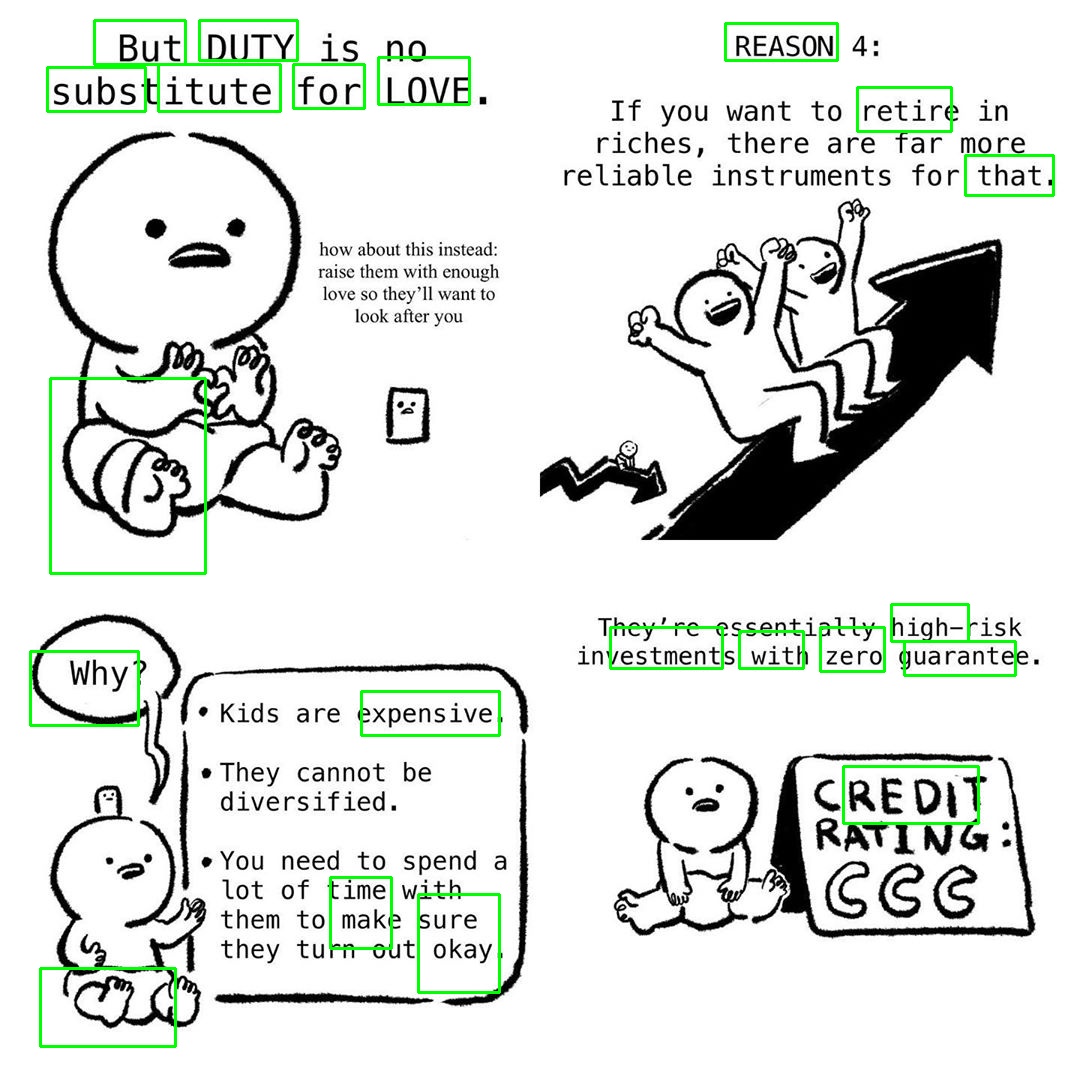 But DUTY is no
substitute for LOVE.
how about this instead:
raise them with enough
love so they'll want to
look after you
REASON 4:
If you want to retire in
riches, there are far more
reliable instruments for that.
Why?
• Kids are expensive.
• They cannot be
diversified.
• You need to spend a
lot of time with
them to make sure
they turn out okay.
They're essentially high-risk
investments with zero guarantee.
CREDIT
RATING:
CCC